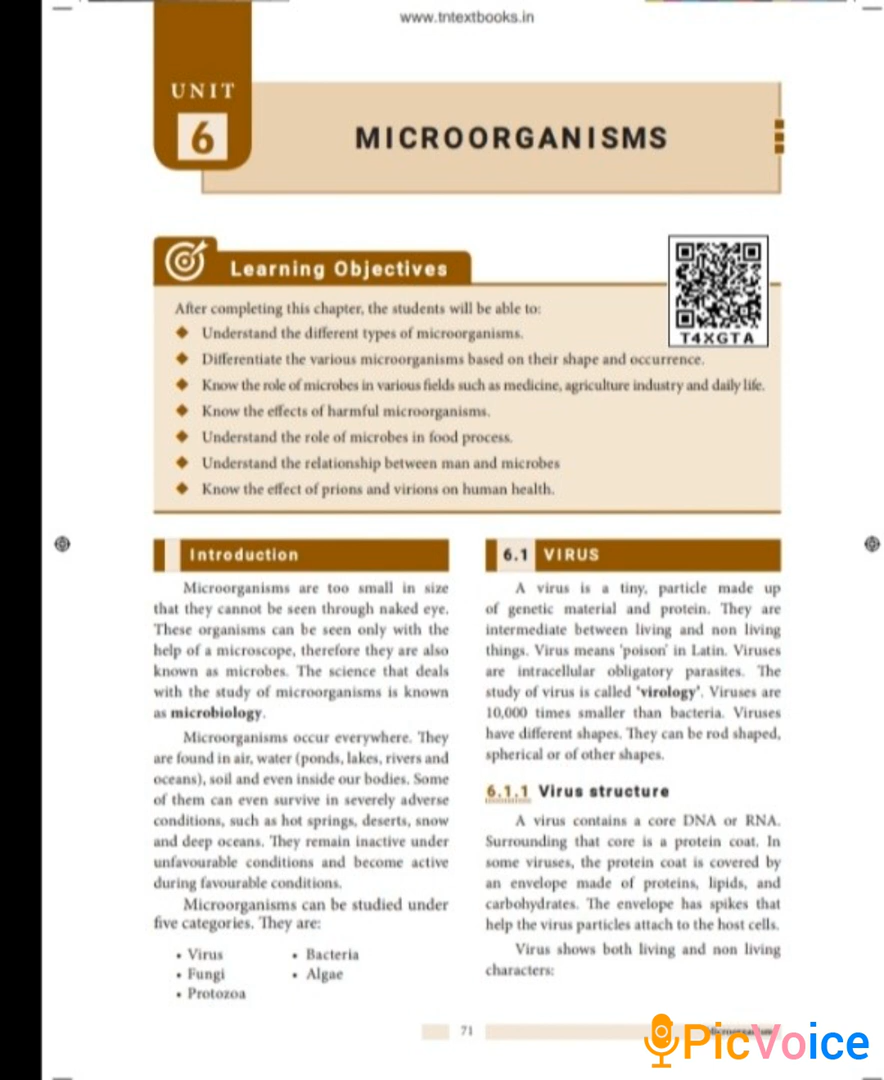 www.tntextbooks.in
UNIT
6
MICROORGANISMS
Learning Objectives
T4XGTA
After completing this chapter, the students will be able to:
◆ Understand the different types of microorganisms.
◆ Differentiate the various microorganisms based on their shape and occurrence.
◆ Know the role of microbes in various fields such as medicine, agriculture industry and daily life.
◆ Know the effects of harmful microorganisms.
◆ Understand the role of microbes in food process.
◆ Understand the relationship between man and microbes
◆ Know the effect of prions and virions on human health.
Introduction
Microorganisms are too small in size
that they cannot be seen through naked eye.
These organisms can be seen only with the
help of a microscope, therefore they are also
known as microbes. The science that deals
with the study of microorganisms is known
as microbiology.
Microorganisms occur everywhere. They
are found in air, water (ponds, lakes, rivers and
oceans), soil and even inside our bodies. Some
of them can even survive in severely adverse
conditions, such as hot springs, deserts, snow
and deep oceans. They remain inactive under
unfavourable conditions and become active
during favourable conditions.
Microorganisms can be studied under
five categories. They are:
• Virus • Bacteria
• Fungi • Algae
• Protozoa
6.1 VIRUS
A virus is a tiny, particle made up
of genetic material and protein. They are
intermediate between living and non living
things. Virus means 'poison' in Latin. Viruses
are intracellular obligatory parasites. The
study of virus is called 'virology'. Viruses are
10,000 times smaller than bacteria. Viruses
have different shapes. They can be rod shaped,
spherical or of other shapes.
6.1.1 Virus structure
A virus contains a core DNA or RNA.
Surrounding that core is a protein coat. In
some viruses, the protein coat is covered by
an envelope made of proteins, lipids, and
carbohydrates. The envelope has spikes that
help the virus particles attach to the host cells.
Virus shows both living and non living
characters:
71
PicVoice